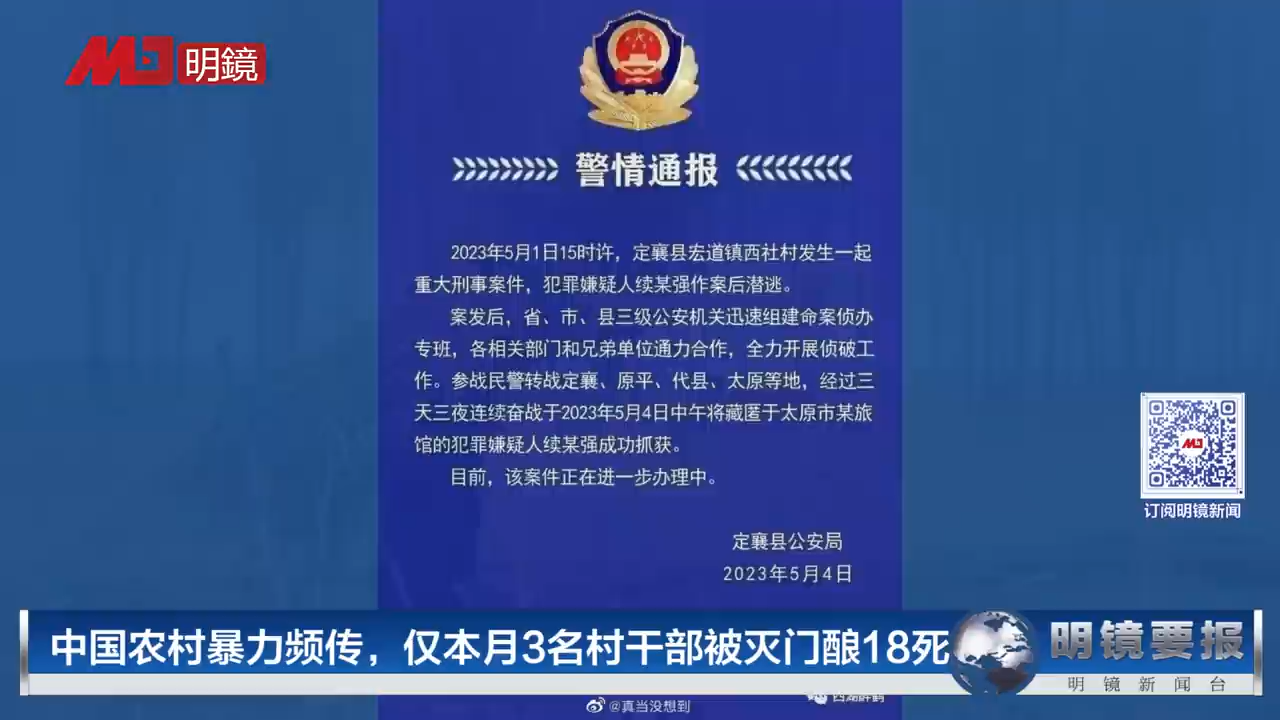 明鏡
警情通报
2023年5月1日15时许，定襄县宏道镇西社村发生一起
重大刑事案件，犯罪嫌疑人续某强作案后潜逃。
案发后，省、市、县三级公安机关迅速组建命案侦办
专班，各相关部门和兄弟单位通力合作，全力开展侦破工
作。参战民警转战定襄、原平、代县、太原等地，经过三
天三夜连续奋战于2023年5月4日中午将藏匿于太原市某旅
馆的犯罪嫌疑人续某强成功抓获。
目前，该案件正在进一步办理中。
定襄县公安局
2023年5月4日
订阅明镜新闻
中国农村暴力频传，仅本月3名村干部被灭门酿18死
明镜要报
明镜新闻台
@真当没想到